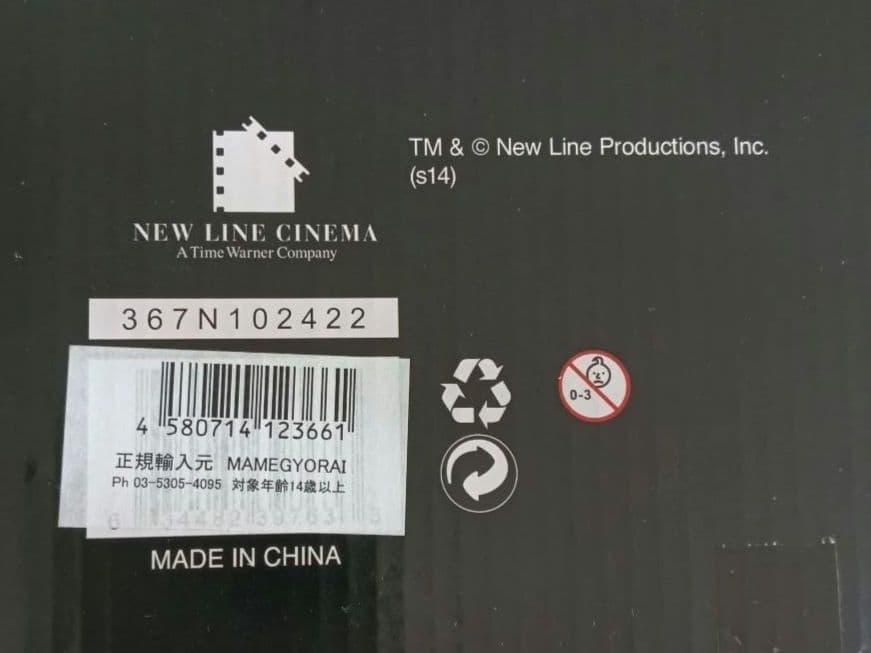 TM & © New Line Productions, Inc.
(s14)
NEW LINE CINEMA
A Time Warner Company
367N102422
4 580714 123661
正規輸入元 MAMEGYORAI
Ph 03-5305-4095 対象年齢14歳以上
0-3
MADE IN CHINA